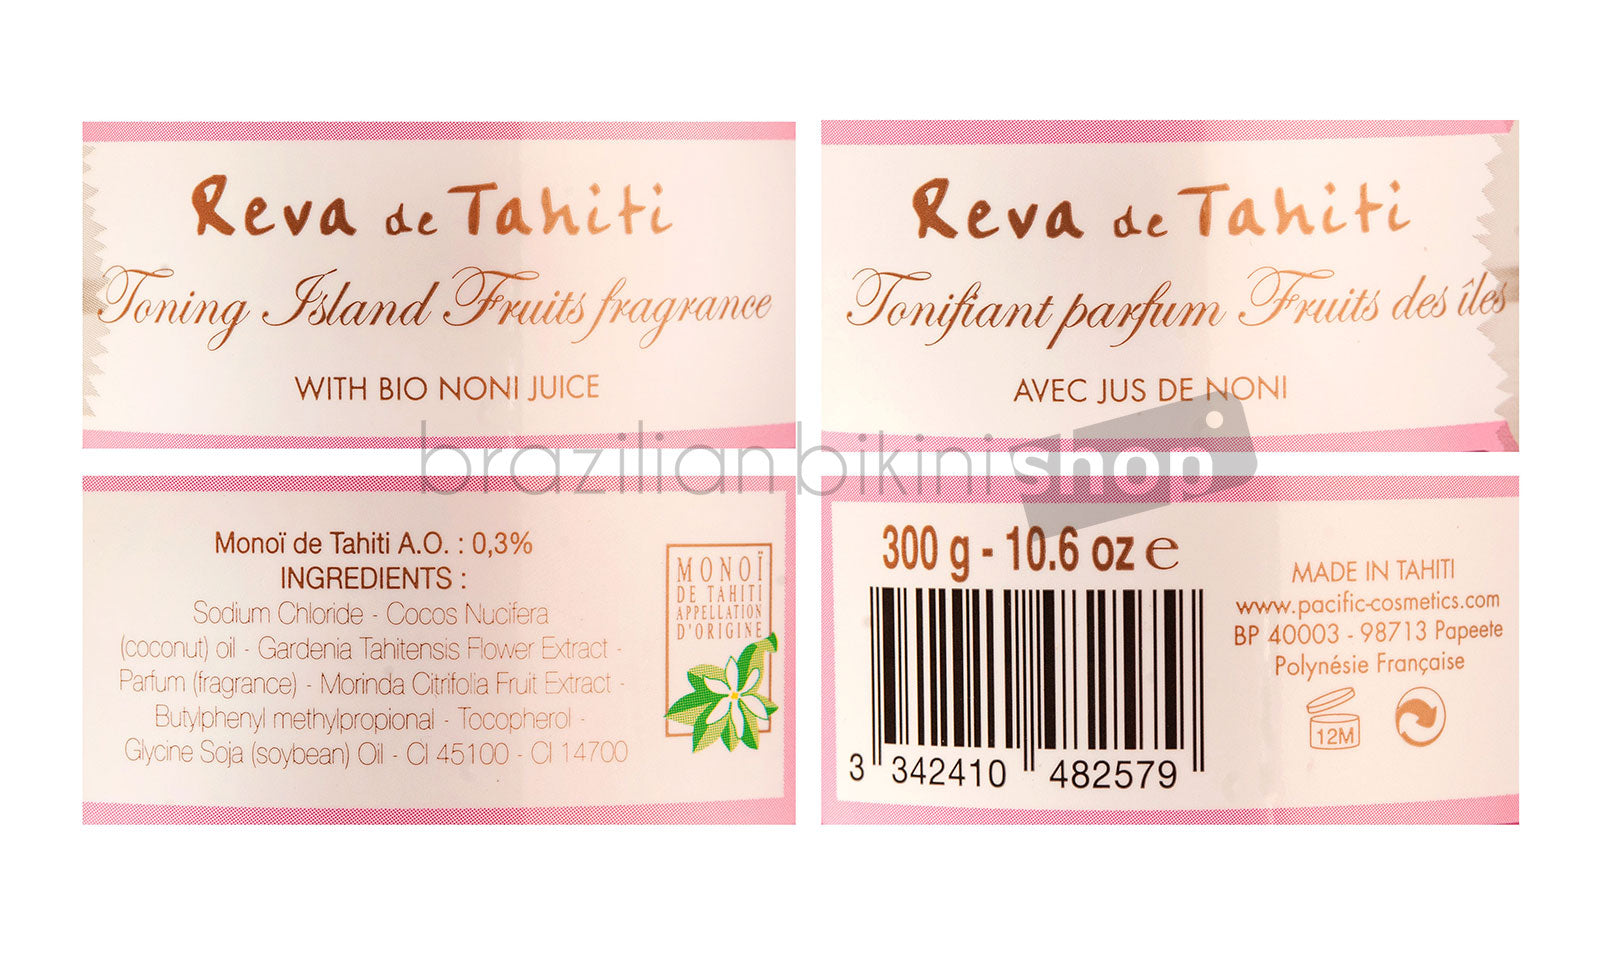 Reva de Tahiti
Toning Island Fruits fragrance
WITH BIO NONI JUICE
Reva de Tahiti
Tonifiant parfum Fruits des îles
AVEC JUS DE NONI
brazilianbikinishop
Monoï de Tahiti A.O. : 0,3%
INGREDIENTS :
Sodium Chloride - Cocos Nucifera
(coconut) oil - Gardenia Tahitensis Flower Extract -
Parfum (fragrance) - Morinda Citrifolia Fruit Extract -
Butylphenyl methylpropional - Tocopherol -
Glycine Soja (soybean) Oil - CI 45100 - CI 14700
MONOÏ
DE TAHITI
APPELLATION
D'ORIGINE
300 g - 10.6 oz e
3 342410 482579
MADE IN TAHITI
www.pacific-cosmetics.com
BP 40003 - 98713 Papeete
Polynésie Française
12M